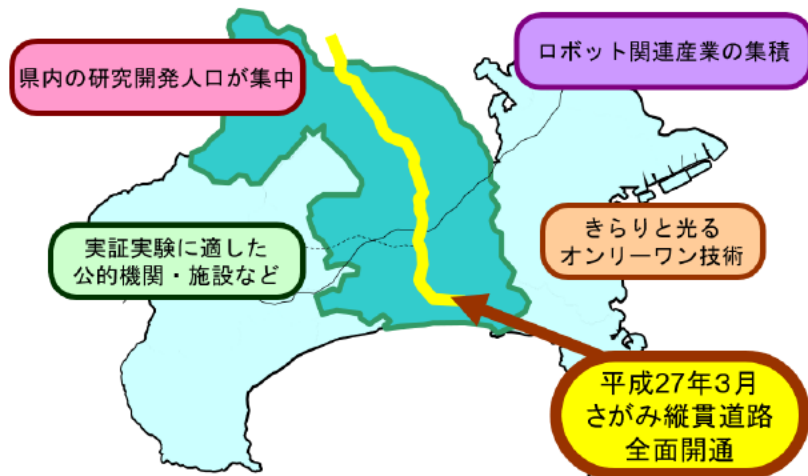 県内の研究開発人口が集中
ロボット関連産業の集積
実証実験に適した
公的機関・施設など
きらりと光る
オンリーワン技術
平成27年3月
さがみ縦貫道路
全面開通